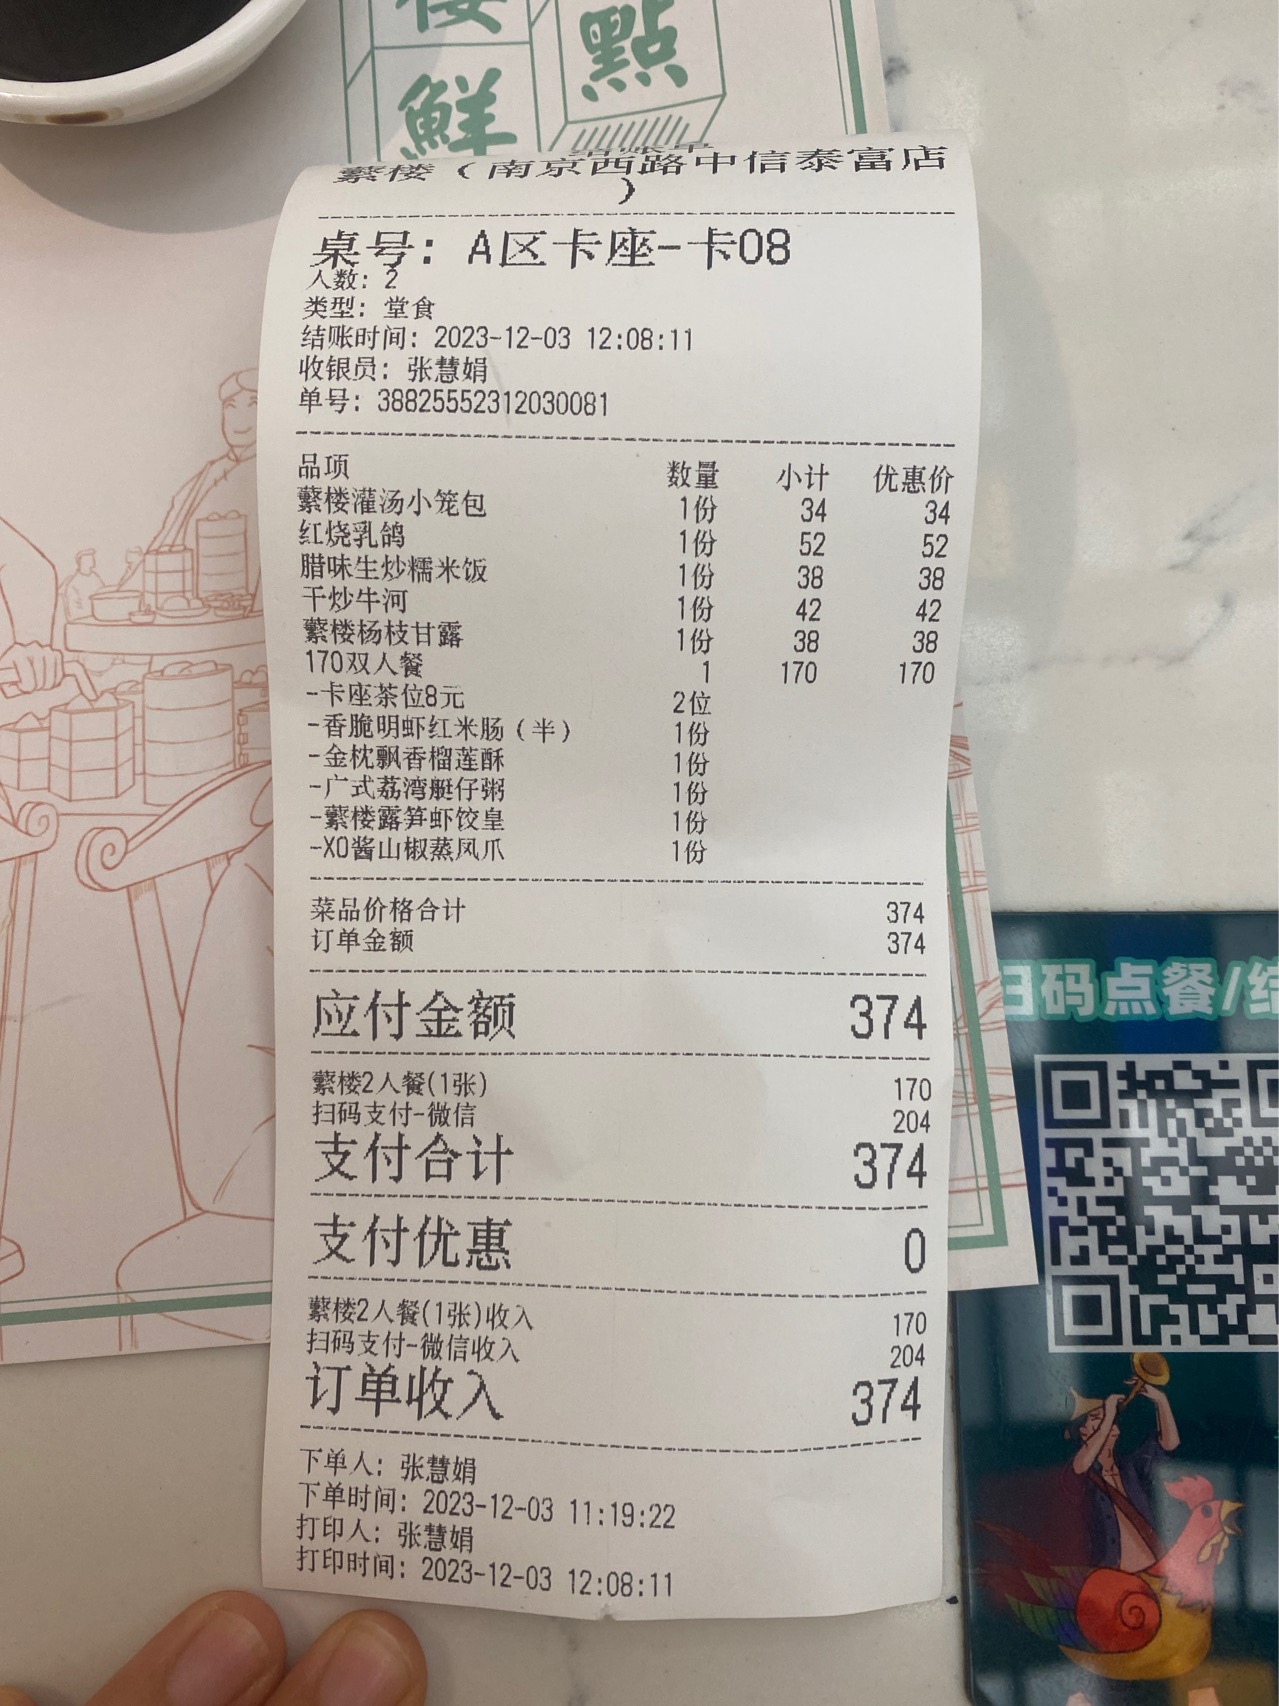 鮮
點
蘩楼（南京西路中信泰富店
）
桌号：A区卡座-卡08
人数：2
类型：堂食
结账时间：2023-12-03 12:08:11
收银员：张慧娟
单号：38825552312030081
品项 数量 小计 优惠价
蘩楼灌汤小笼包 1份 34 34
红烧乳鸽 1份 52 52
腊味生炒糯米饭 1份 38 38
干炒牛河 1份 42 42
蘩楼杨枝甘露 1份 38 38
170双人餐 1 170 170
-卡座茶位8元 2位
-香脆明虾红米肠（半） 1份
-金枕飘香榴莲酥 1份
-广式荔湾艇仔粥 1份
-蘩楼露笋虾饺皇 1份
-XO酱山椒蒸凤爪 1份
菜品价格合计 374
订单金额 374
应付金额 374
蘩楼2人餐(1张) 170
扫码支付-微信 204
支付合计 374
支付优惠 0
蘩楼2人餐(1张)收入 170
扫码支付-微信收入 204
订单收入 374
下单人：张慧娟
下单时间：2023-12-03 11:19:22
打印人：张慧娟
打印时间：2023-12-03 12:08:11
扫码点餐/结